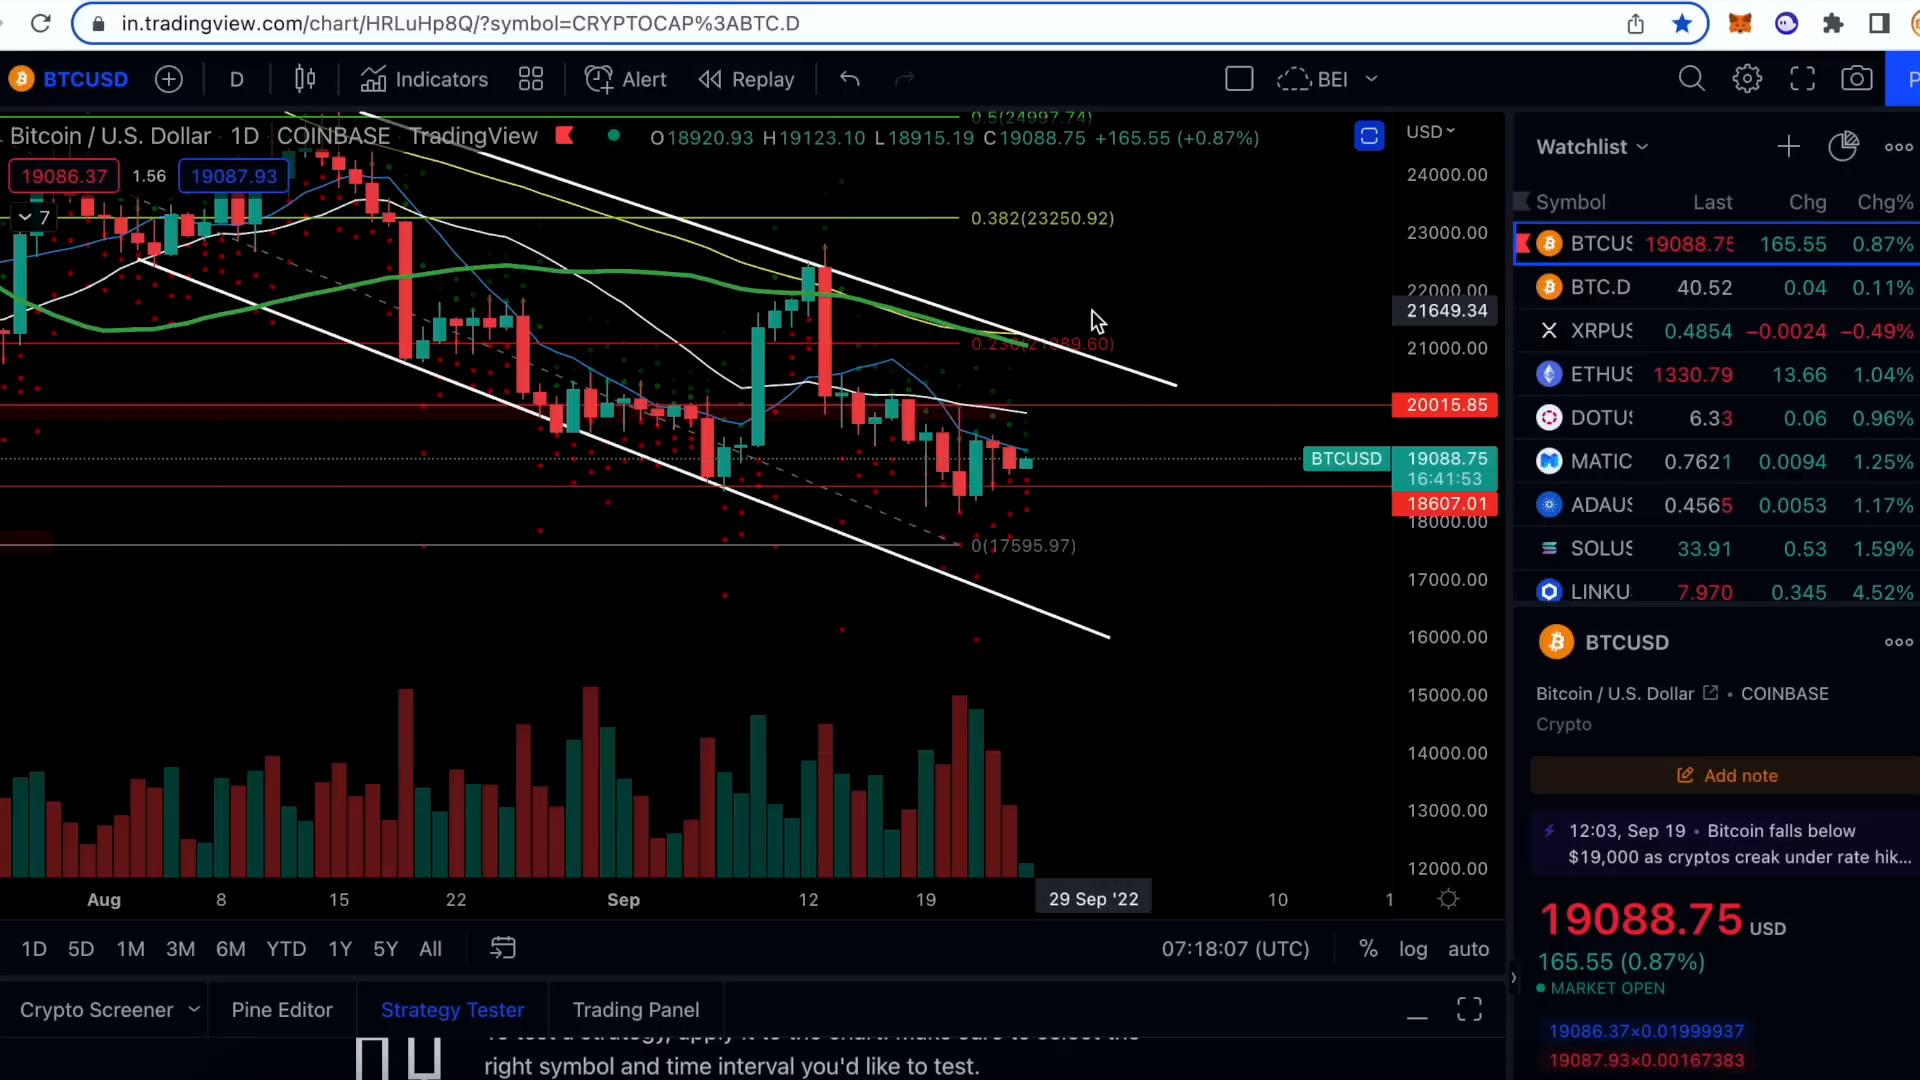 in.tradingview.com/chart/HRLuHp8Q/?symbol=CRYPTOCAP%3ABTC.D
BTCUSD D Indicators Alert Replay BEI P
0.5(24997.74)
Bitcoin / U.S. Dollar 1D COINBASE TradingView O18920.93 H19123.10 L18915.19 C19088.75 +165.55 (+0.87%) USD
19086.37 1.56 19087.93
7
24000.00
0.382(23250.92)
23000.00
22000.00
21649.34
21000.00
20015.85
BTCUSD 19088.75
16:41:53
18607.01
18000.00
0(17595.97)
17000.00
16000.00
15000.00
14000.00
13000.00
12000.00
Aug 8 15 22 Sep 12 19 29 Sep '22 10 1
1D 5D 1M 3M 6M YTD 1Y 5Y All 07:18:07 (UTC) % log auto
Crypto Screener Pine Editor Strategy Tester Trading Panel
right symbol and time interval you'd like to test.
Watchlist
Symbol Last Chg Chg%
BTCUS 19088.75 165.55 0.87%
BTC.D 40.52 0.04 0.11%
XRPUS 0.4854 −0.0024 −0.49%
ETHUS 1330.79 13.66 1.04%
DOTUS 6.33 0.06 0.96%
MATIC 0.7621 0.0094 1.25%
ADAUS 0.4565 0.0053 1.17%
SOLUS 33.91 0.53 1.59%
LINKU 7.970 0.345 4.52%
BTCUSD
Bitcoin / U.S. Dollar • COINBASE
Crypto
Add note
12:03, Sep 19 • Bitcoin falls below
$19,000 as cryptos creak under rate hik...
19088.75 USD
165.55 (0.87%)
MARKET OPEN
19086.37×0.01999937
19087.93×0.00167383